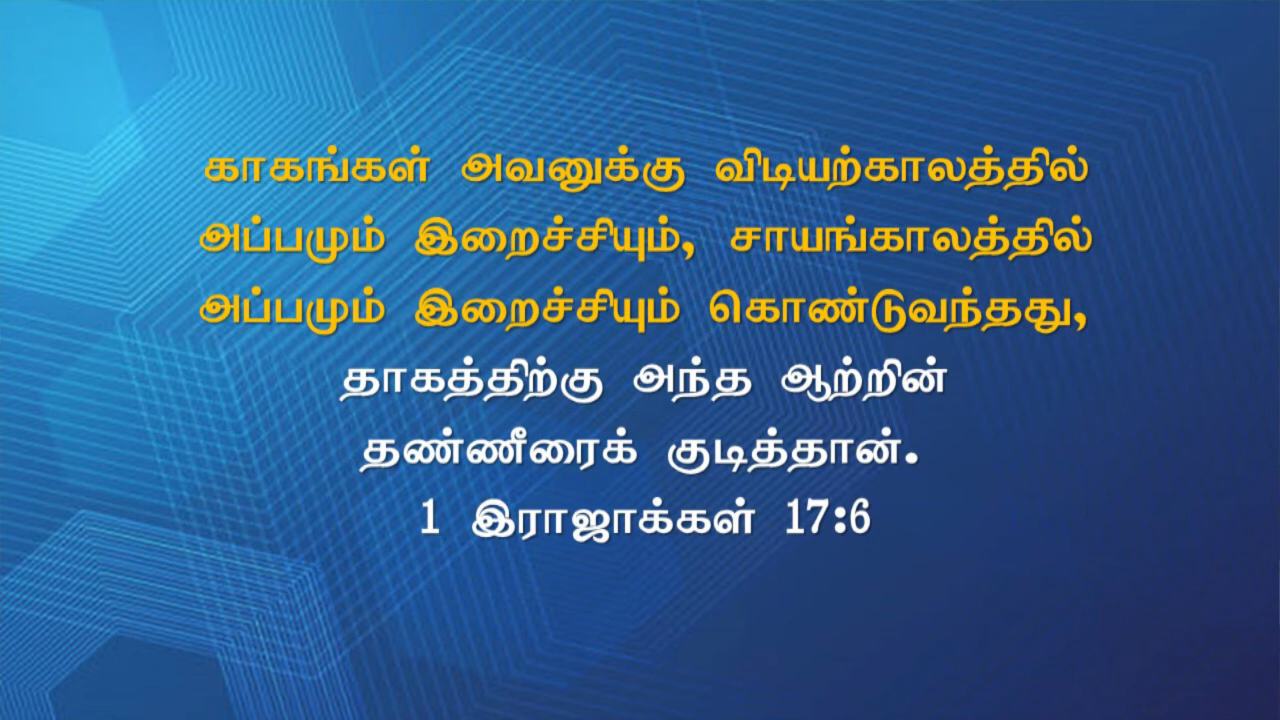 காகங்கள் அவனுக்கு விடியற்காலத்தில்
அப்பமும் இறைச்சியும், சாயங்காலத்தில்
அப்பமும் இறைச்சியும் கொண்டுவந்தது,
தாகத்திற்கு அந்த ஆற்றின்
தண்ணீரைக் குடித்தான்.
1 இராஜாக்கள் 17:6